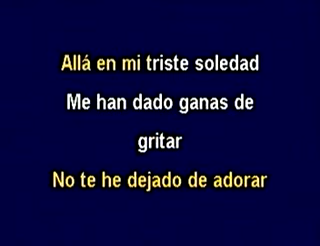 Allá en mi triste soledad
Me han dado ganas de
gritar
No te he dejado de adorar